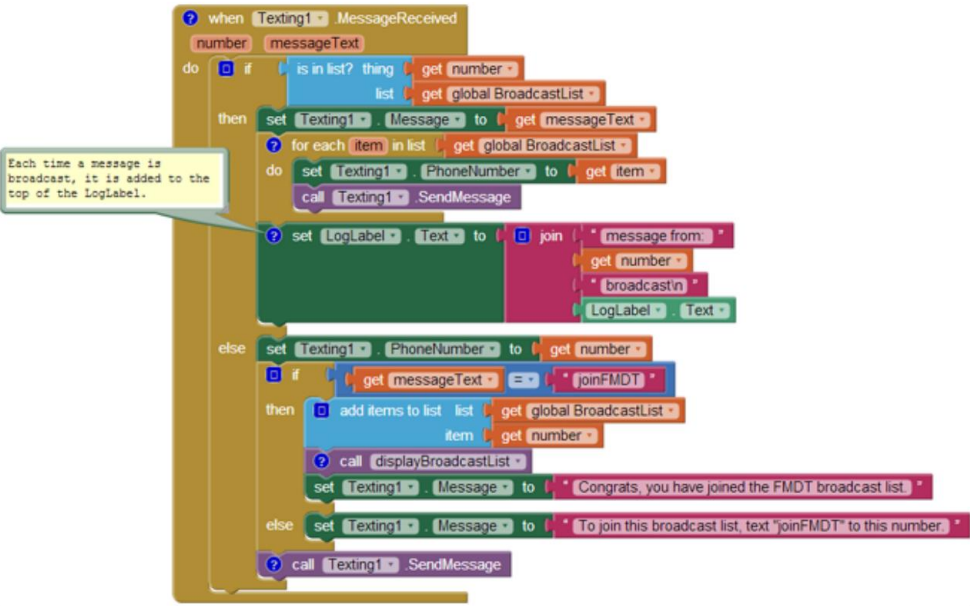 when Texting1 .MessageReceived
number messageText
do if is in list? thing get number
list get global BroadcastList
then set Texting1 . Message to get messageText
for each item in list get global BroadcastList
Each time a message is
broadcast, it is added to the
top of the LogLabel.
do set Texting1 . PhoneNumber to get item
call Texting1 .SendMessage
set LogLabel . Text to join " message from: "
get number
" broadcast\n "
LogLabel . Text
else set Texting1 . PhoneNumber to get number
if get messageText = " joinFMDT "
then add items to list list get global BroadcastList
item get number
call displayBroadcastList
set Texting1 . Message to " Congrats, you have joined the FMDT broadcast list. "
else set Texting1 . Message to " To join this broadcast list, text "joinFMDT" to this number. "
call Texting1 .SendMessage